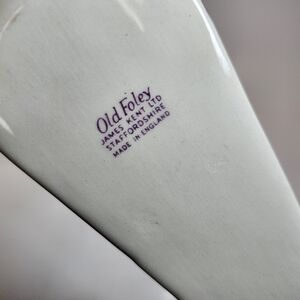 Old Foley
JAMES KENT LTD
STAFFORDSHIRE
MADE IN ENGLAND